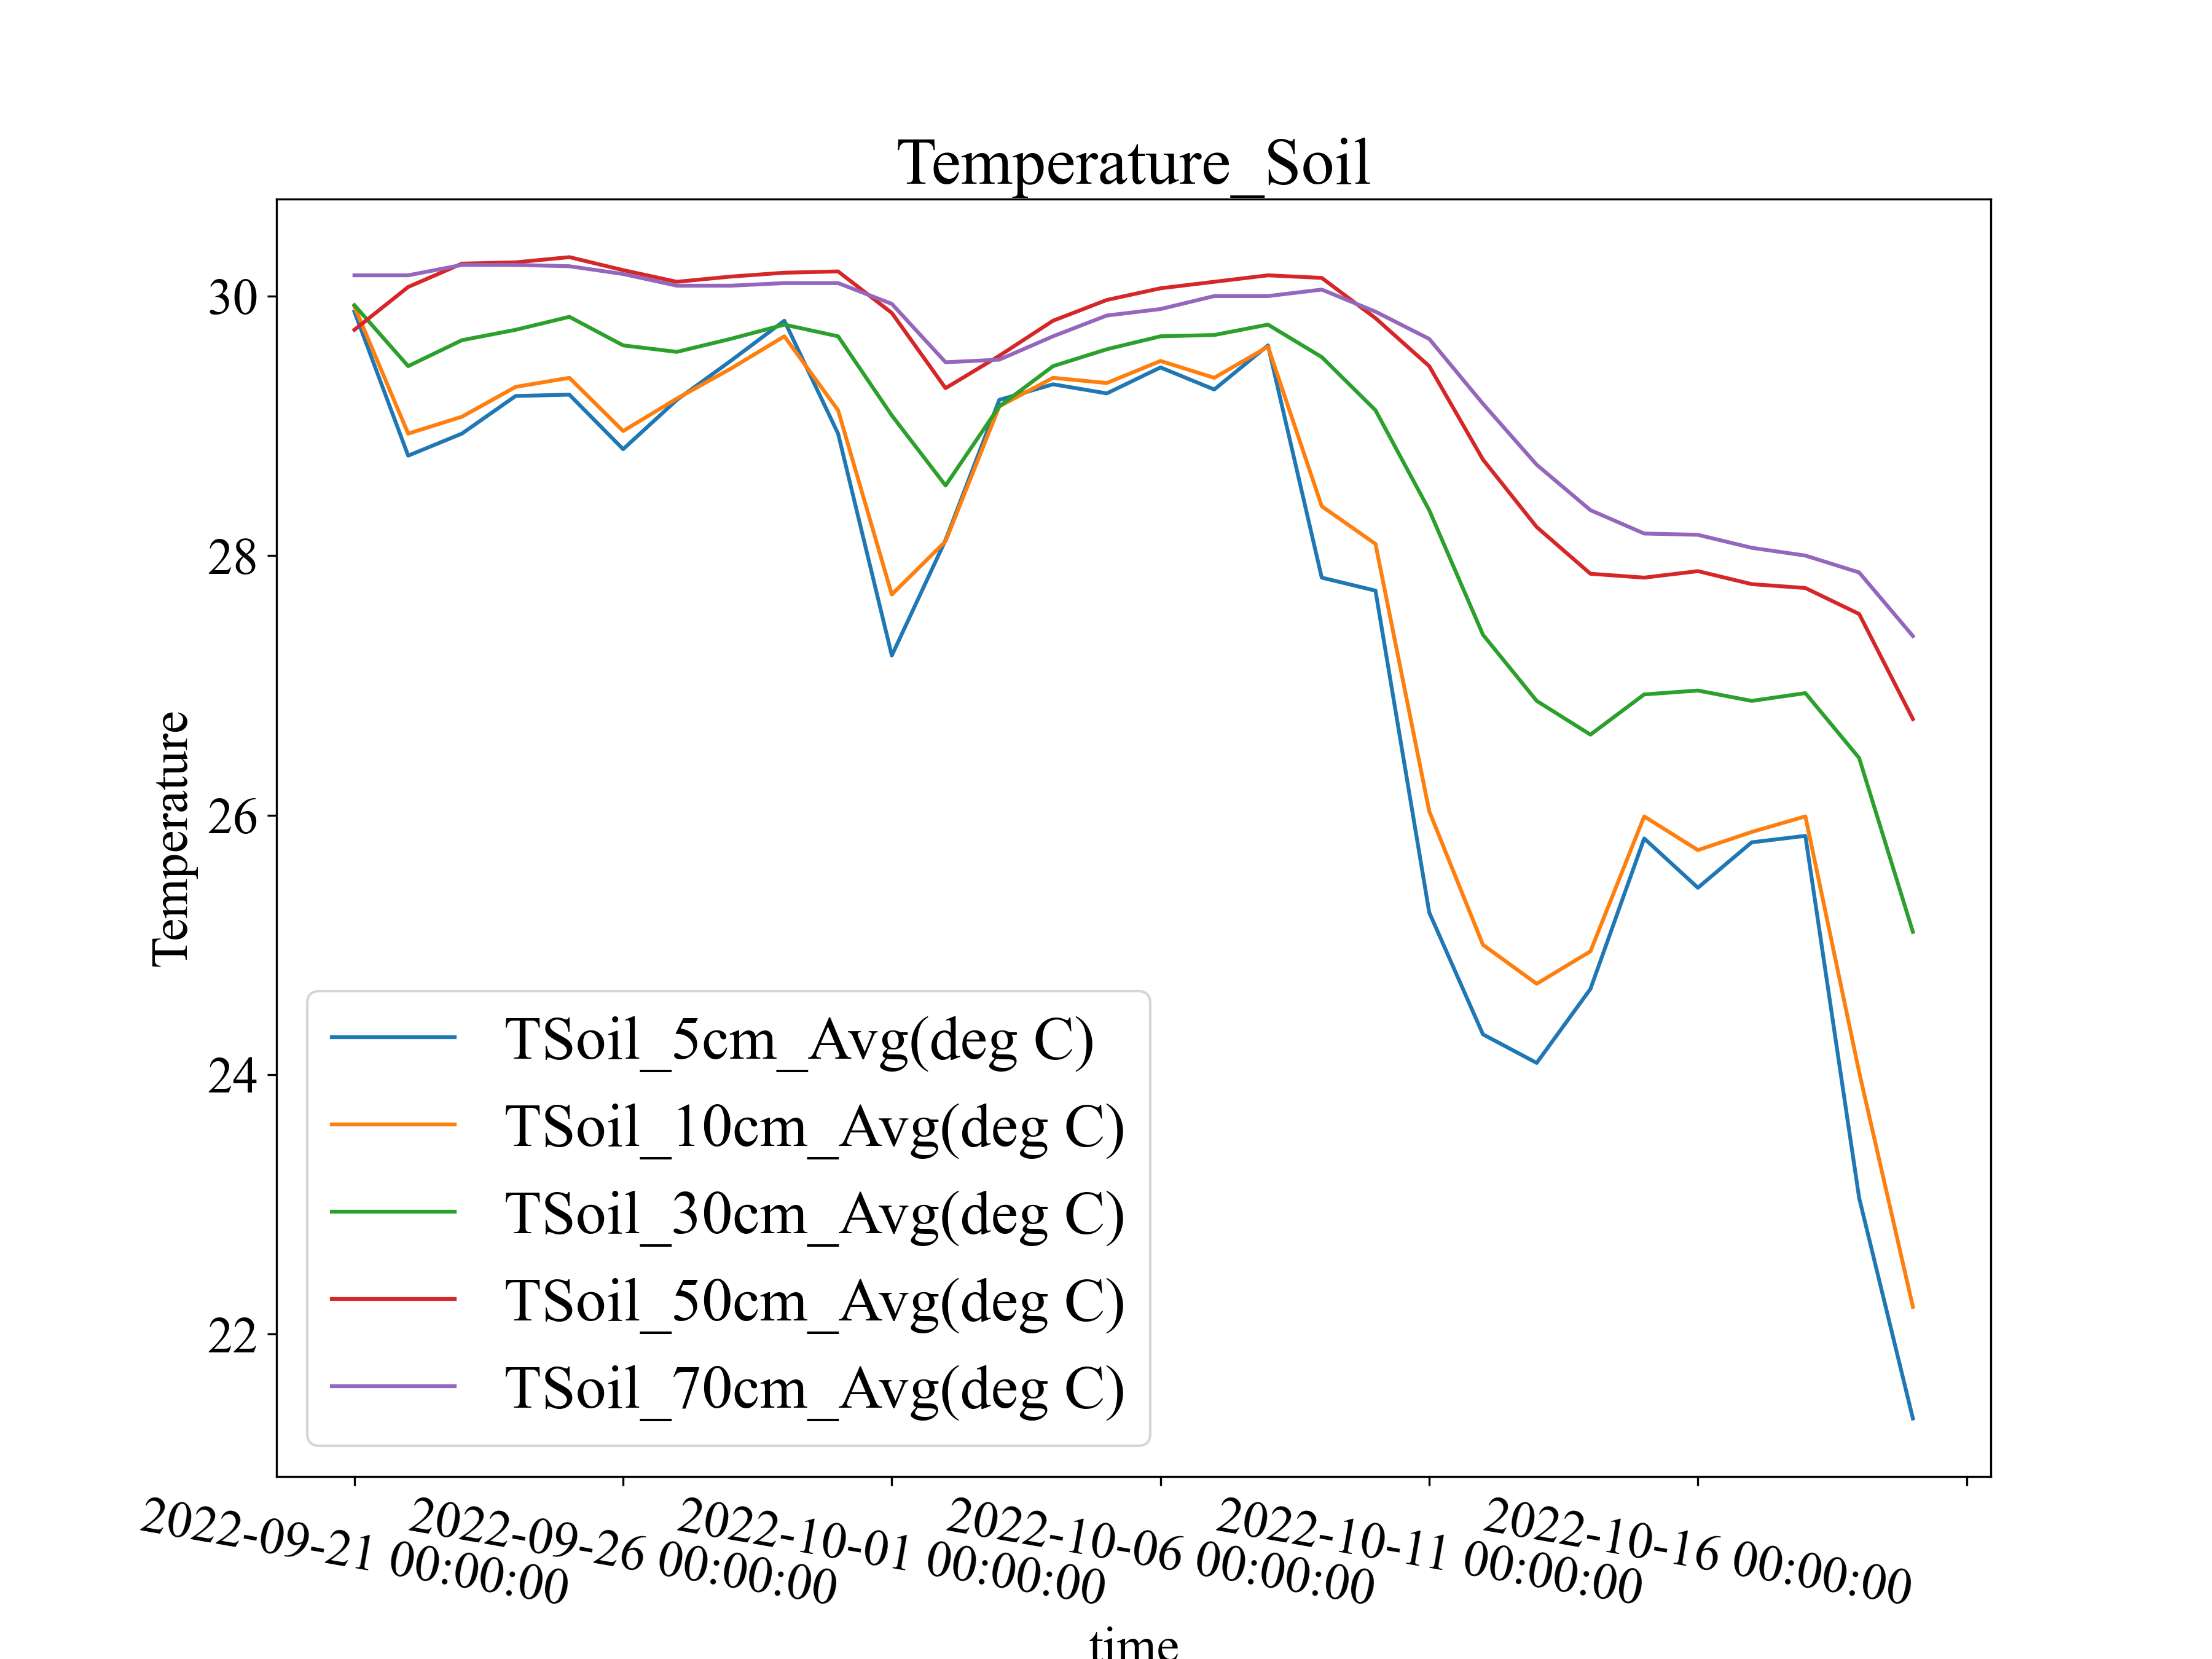 Temperature_Soil
Temperature
30
28
26
24
22
TSoil_5cm_Avg(deg C)
TSoil_10cm_Avg(deg C)
TSoil_30cm_Avg(deg C)
TSoil_50cm_Avg(deg C)
TSoil_70cm_Avg(deg C)
2022-09-21 00:00:00
2022-09-26 00:00:00
2022-10-01 00:00:00
2022-10-06 00:00:00
2022-10-11 00:00:00
2022-10-16 00:00:00
time